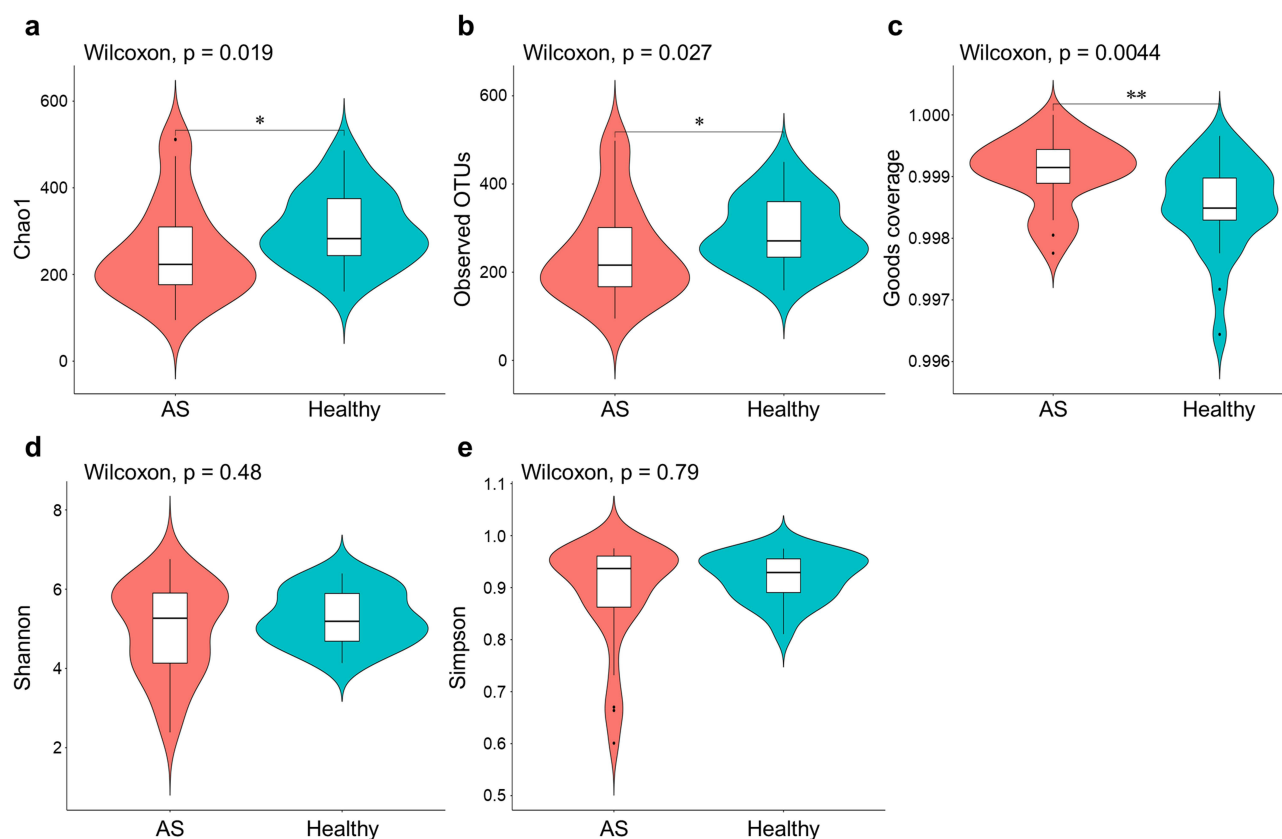 a
Wilcoxon, p = 0.019
Chao1
600
400
200
0
*
AS
Healthy
b
Wilcoxon, p = 0.027
Observed OTUs
600
400
200
0
*
AS
Healthy
c
Wilcoxon, p = 0.0044
Goods coverage
1.000
0.999
0.998
0.997
0.996
**
AS
Healthy
d
Wilcoxon, p = 0.48
Shannon
8
6
4
2
AS
Healthy
e
Wilcoxon, p = 0.79
Simpson
1.1
1.0
0.9
0.8
0.7
0.6
0.5
AS
Healthy